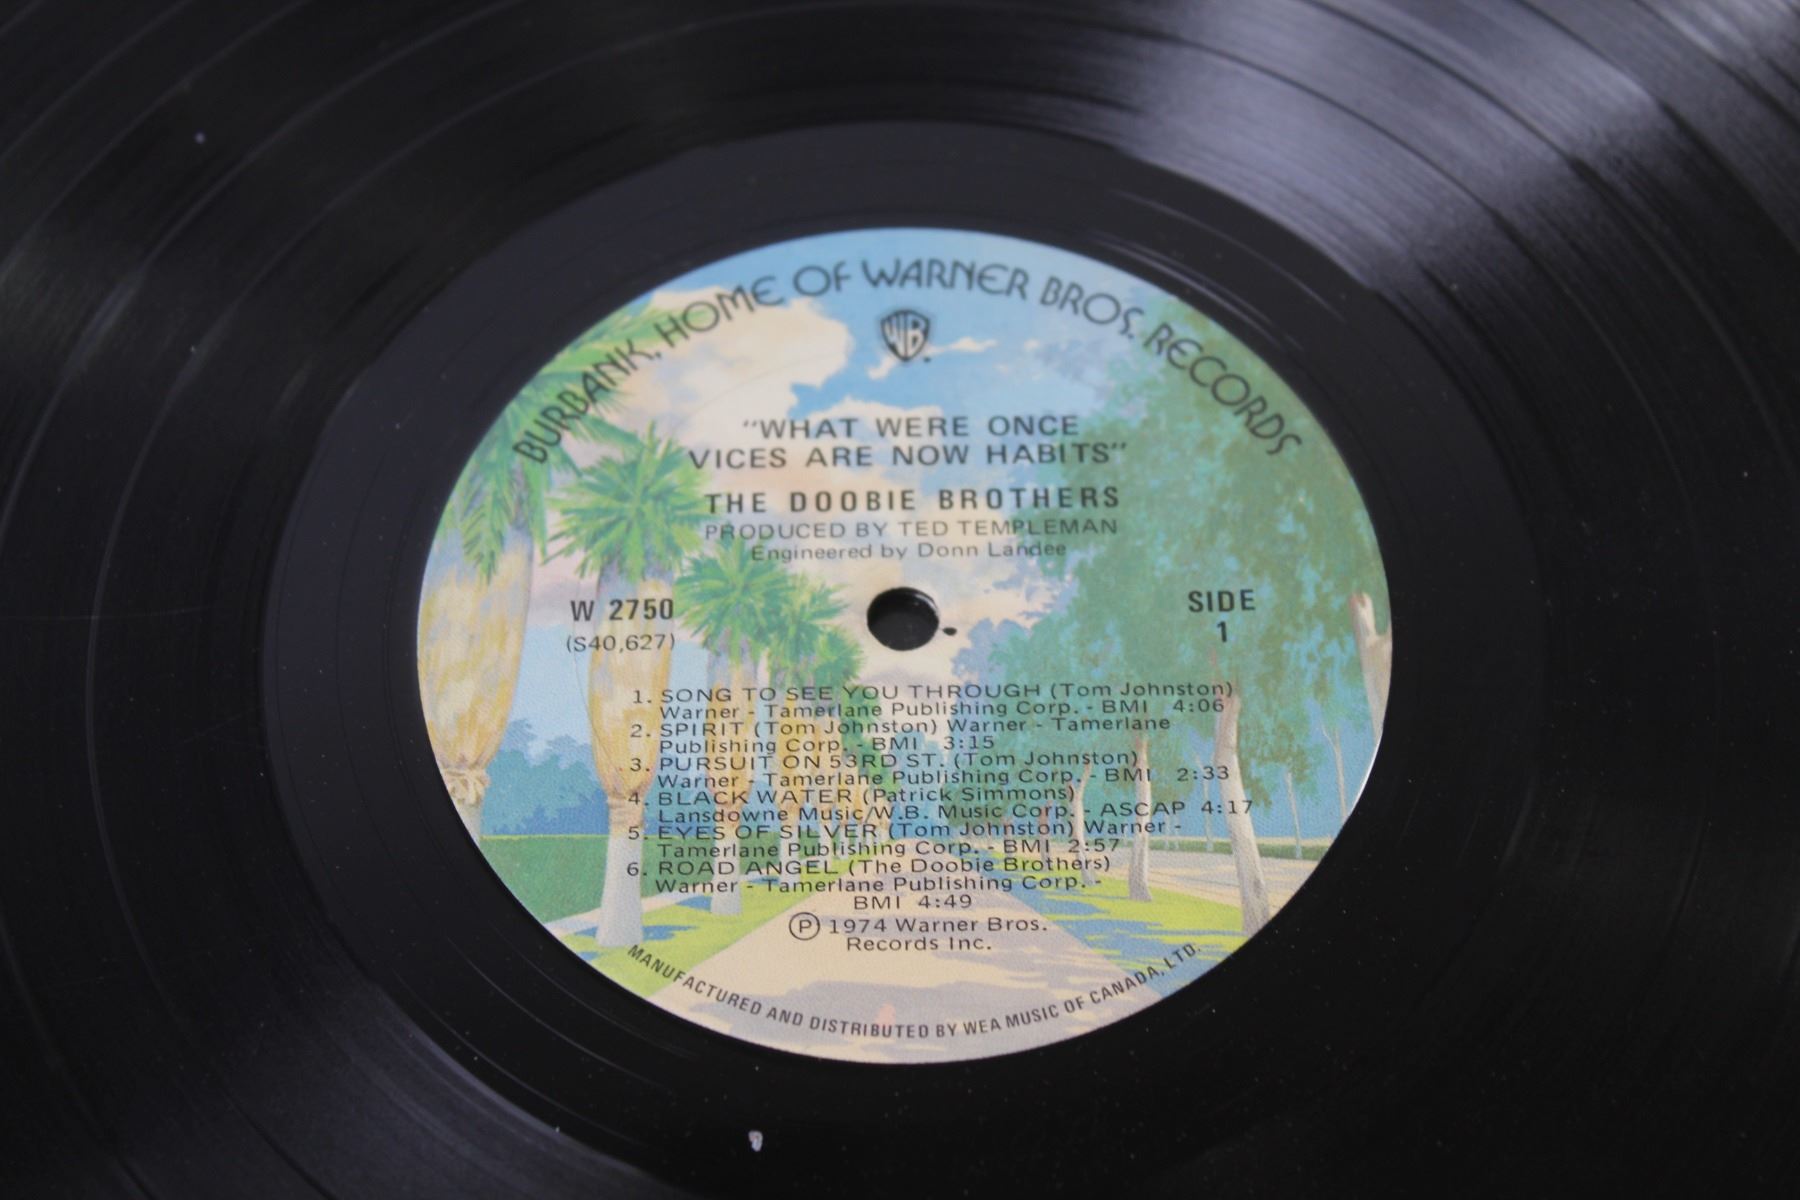 BURBANK, HOME OF WARNER BROS. RECORDS
WB
"WHAT WERE ONCE
VICES ARE NOW HABITS"
THE DOOBIE BROTHERS
PRODUCED BY TED TEMPLEMAN
Engineered by Donn Landee
W 2750
(S40,627)
SIDE
1
1. SONG TO SEE YOU THROUGH (Tom Johnston)
Warner - Tamerlane Publishing Corp. - BMI 4:06
2. SPIRIT (Tom Johnston) Warner - Tamerlane
Publishing Corp. - BMI 3:15
3. PURSUIT ON 53RD ST. (Tom Johnston)
Warner - Tamerlane Publishing Corp. - BMI 2:33
4. BLACK WATER (Patrick Simmons)
Lansdowne Music/W.B. Music Corp. - ASCAP 4:17
5. EYES OF SILVER (Tom Johnston) Warner -
Tamerlane Publishing Corp. - BMI 2:57
6. ROAD ANGEL (The Doobie Brothers)
Warner - Tamerlane Publishing Corp. -
BMI 4:49
Ⓟ 1974 Warner Bros.
Records Inc.
MANUFACTURED AND DISTRIBUTED BY WEA MUSIC OF CANADA, LTD.